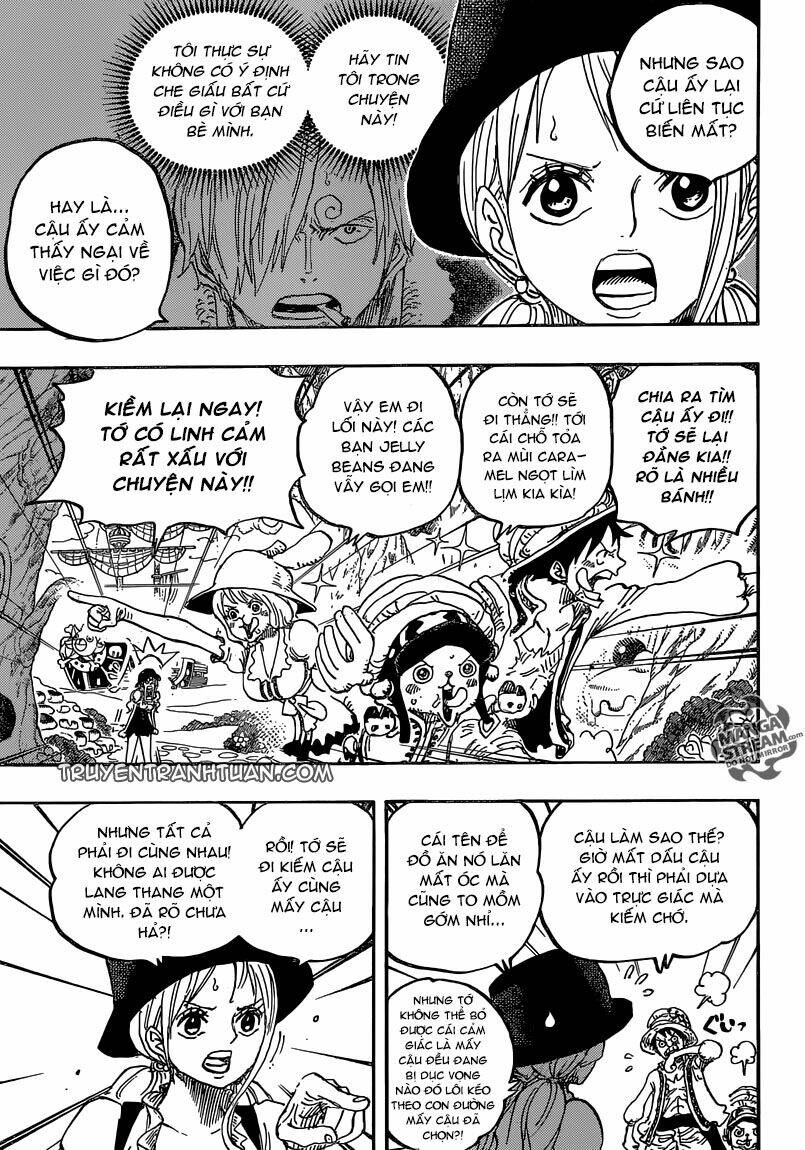 NHƯNG SAO
CẬU ẤY LẠI
CỨ LIÊN TỤC
BIẾN MẤT?
HÃY TIN
TÔI TRONG
CHUYỆN
NÀY!
TÔI THỰC SỰ
KHÔNG CÓ Ý ĐỊNH
CHE GIẤU BẤT CỨ
ĐIỀU GÌ VỚI BẠN
BÈ MÌNH.
HAY LÀ...
CẬU ẤY CẢM
THẤY NGẠI VỀ
VIỆC GÌ ĐÓ?
CHIA RA TÌM
CẬU ẤY ĐI!!
TỚ SẼ LẠI
ĐẰNG KIA!!
RÕ LÀ NHIỀU
BÁNH!!
CÒN TỚ SẼ
ĐI THẲNG!! TỚI
CÁI CHỖ TỎA
RA MÙI CARA-
MEL NGỌT LÌM
LỊM KIA KÌA!
VẬY EM ĐI
LỐI NÀY! CÁC
BẠN JELLY
BEANS ĐANG
VẪY GỌI EM!!
KIỀM LẠI NGAY!
TỚ CÓ LINH CẢM
RẤT XẤU VỚI
CHUYỆN NÀY!!
MANGA
STREAM.COM
DO NOT MIRROR!
TRUYENTRANHTUAN.COM
CẬU LÀM SAO THẾ?
GIỜ MẤT DẤU CẬU
ẤY RỒI THÌ PHẢI DỰA
VÀO TRỰC GIÁC MÀ
KIẾM CHỚ.
CÁI TÊN ĐỂ
ĐỒ ĂN NÓ LÀN
MẤT ÓC MÀ
CŨNG TO MỒM
GỚM NHỈ...
NHƯNG TỚ
KHÔNG THỂ BỎ
ĐƯỢC CÁI CẢM
GIÁC LÀ MẤY
CẬU ĐỀU ĐANG
BỊ DỤC VỌNG
NÀO ĐÓ LÔI KÉO
THEO CON ĐƯỜNG
MẤY CẬU ĐÃ
CHỌN?!
ぐしっ
RỒI! TỚ SẼ
ĐI KIẾM CẬU
ẤY CÙNG
MẤY CẬU
...
NHƯNG TẤT CẢ
PHẢI ĐI CÙNG NHAU!
KHÔNG AI ĐƯỢC
LANG THANG MỘT
MÌNH. ĐÃ RÕ CHƯA
HẢ?!